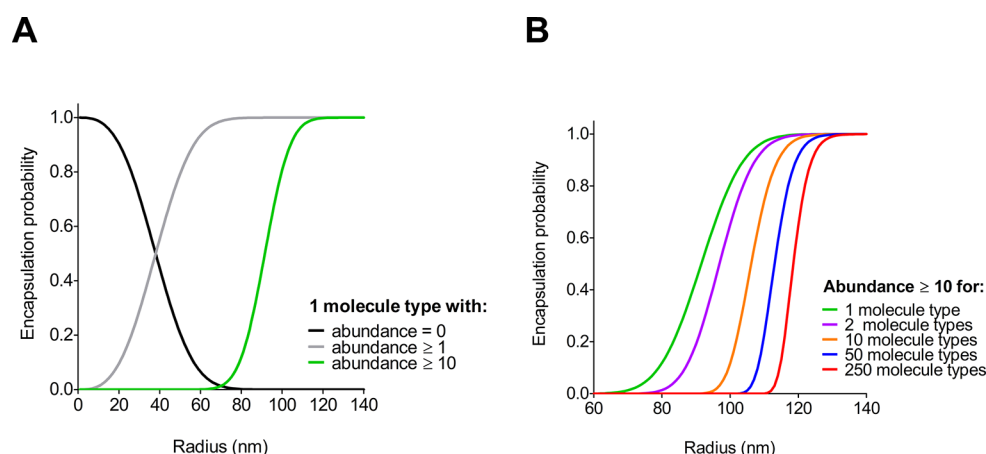 A
Encapsulation probability
1.0
0.8
0.6
0.4
0.2
0.0
0 20 40 60 80 100 120 140
Radius (nm)
1 molecule type with:
abundance = 0
abundance ≥ 1
abundance ≥ 10
B
Encapsulation probability
1.0
0.8
0.6
0.4
0.2
0.0
60 80 100 120 140
Radius (nm)
Abundance ≥ 10 for:
1 molecule type
2 molecule types
10 molecule types
50 molecule types
250 molecule types